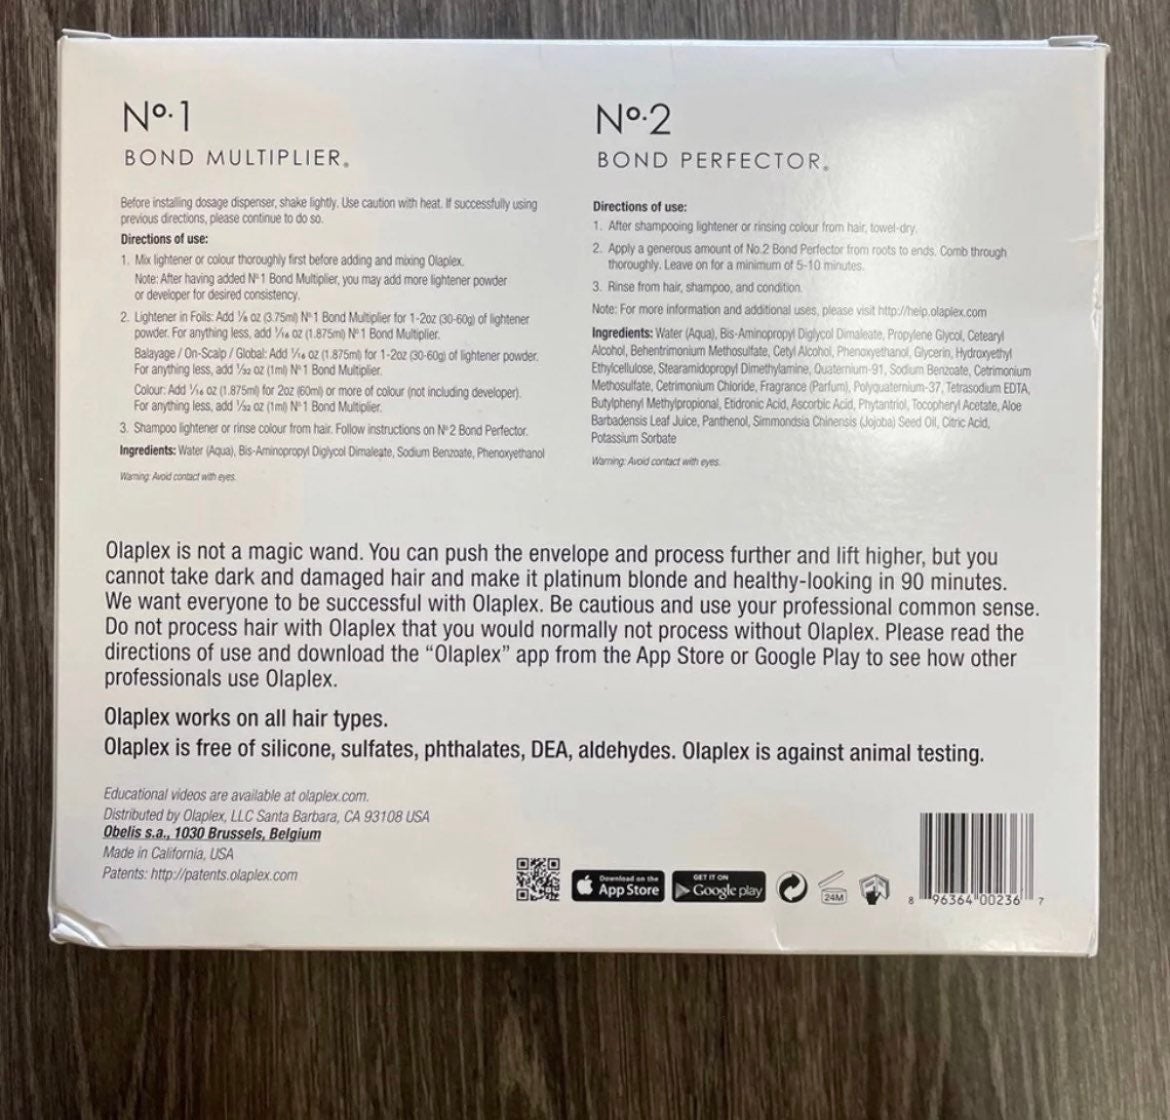 Nº.1
BOND MULTIPLIER®
Before installing dosage dispenser, shake lightly. Use caution with heat. If successfully using
previous directions, please continue to do so.
Directions of use:
1. Mix lightener or colour thoroughly first before adding and mixing Olaplex.
Note: After having added Nº1 Bond Multiplier, you may add more lightener powder
or developer for desired consistency.
2. Lightener in Foils: Add ⅛ oz (3.75ml) Nº1 Bond Multiplier for 1-2oz (30-60g) of lightener
powder. For anything less, add 1/16 oz (1.875ml) Nº1 Bond Multiplier.
Balayage / On-Scalp / Global: Add 1/16 oz (1.875ml) for 1-2oz (30-60g) of lightener powder.
For anything less, add 1/32 oz (1ml) Nº1 Bond Multiplier.
Colour: Add 1/16 oz (1.875ml) for 2oz (60ml) or more of colour (not including developer).
For anything less, add 1/32 oz (1ml) Nº1 Bond Multiplier.
3. Shampoo lightener or rinse colour from hair. Follow instructions on Nº2 Bond Perfector.
Ingredients: Water (Aqua), Bis-Aminopropyl Diglycol Dimaleate, Sodium Benzoate, Phenoxyethanol
Warning: Avoid contact with eyes.
Nº.2
BOND PERFECTOR®
Directions of use:
1. After shampooing lightener or rinsing colour from hair, towel-dry.
2. Apply a generous amount of No.2 Bond Perfector from roots to ends. Comb through
thoroughly. Leave on for a minimum of 5-10 minutes.
3. Rinse from hair, shampoo, and condition.
Note: For more information and additional uses, please visit http://help.olaplex.com
Ingredients: Water (Aqua), Bis-Aminopropyl Diglycol Dimaleate, Propylene Glycol, Cetearyl
Alcohol, Behentrimonium Methosulfate, Cetyl Alcohol, Phenoxyethanol, Glycerin, Hydroxyethyl
Ethylcellulose, Stearamidopropyl Dimethylamine, Quaternium-91, Sodium Benzoate, Cetrimonium
Methosulfate, Cetrimonium Chloride, Fragrance (Parfum), Polyquaternium-37, Tetrasodium EDTA,
Butylphenyl Methylpropional, Etidronic Acid, Ascorbic Acid, Phytantriol, Tocopheryl Acetate, Aloe
Barbadensis Leaf Juice, Panthenol, Simmondsia Chinensis (Jojoba) Seed Oil, Citric Acid,
Potassium Sorbate
Warning: Avoid contact with eyes.
Olaplex is not a magic wand. You can push the envelope and process further and lift higher, but you
cannot take dark and damaged hair and make it platinum blonde and healthy-looking in 90 minutes.
We want everyone to be successful with Olaplex. Be cautious and use your professional common sense.
Do not process hair with Olaplex that you would normally not process without Olaplex. Please read the
directions of use and download the “Olaplex” app from the App Store or Google Play to see how other
professionals use Olaplex.
Olaplex works on all hair types.
Olaplex is free of silicone, sulfates, phthalates, DEA, aldehydes. Olaplex is against animal testing.
Educational videos are available at olaplex.com.
Distributed by Olaplex, LLC Santa Barbara, CA 93108 USA
Obelis s.a., 1030 Brussels, Belgium
Made in California, USA
Patents: http://patents.olaplex.com
Download on the
App Store
GET IT ON
Google play
24M
8 96364 00236 7